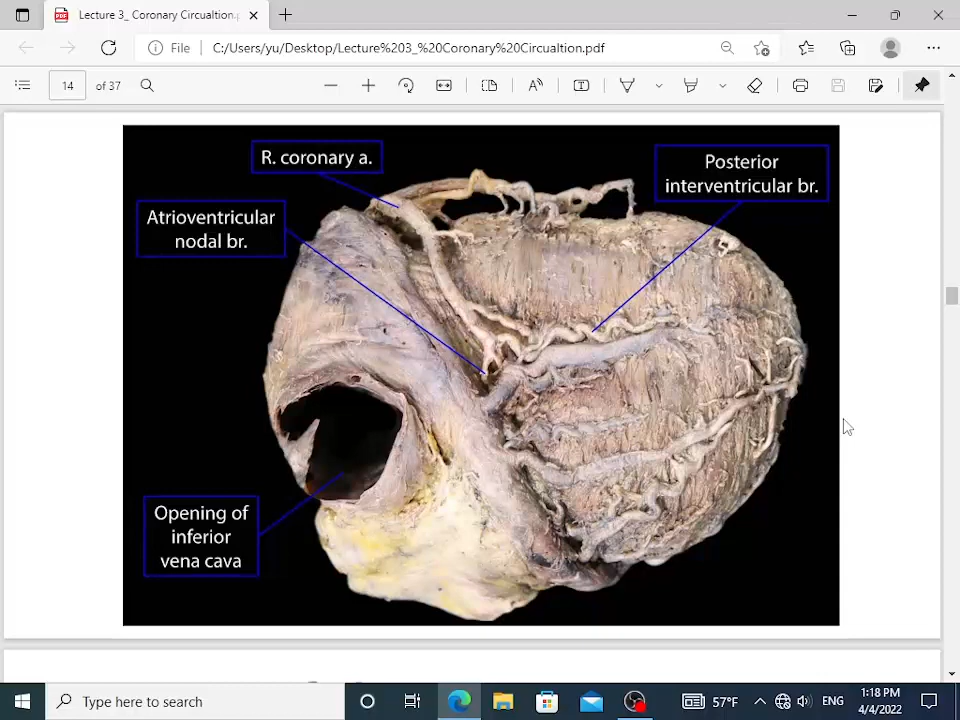 Lecture 3_ Coronary Circualtion.p
File
C:/Users/yu/Desktop/Lecture%203_%20Coronary%20Circualtion.pdf
14 of 37
R. coronary a.
Posterior
interventricular br.
Atrioventricular
nodal br.
Opening of
inferior
vena cava
Type here to search
57°F
ENG
1:18 PM
4/4/2022